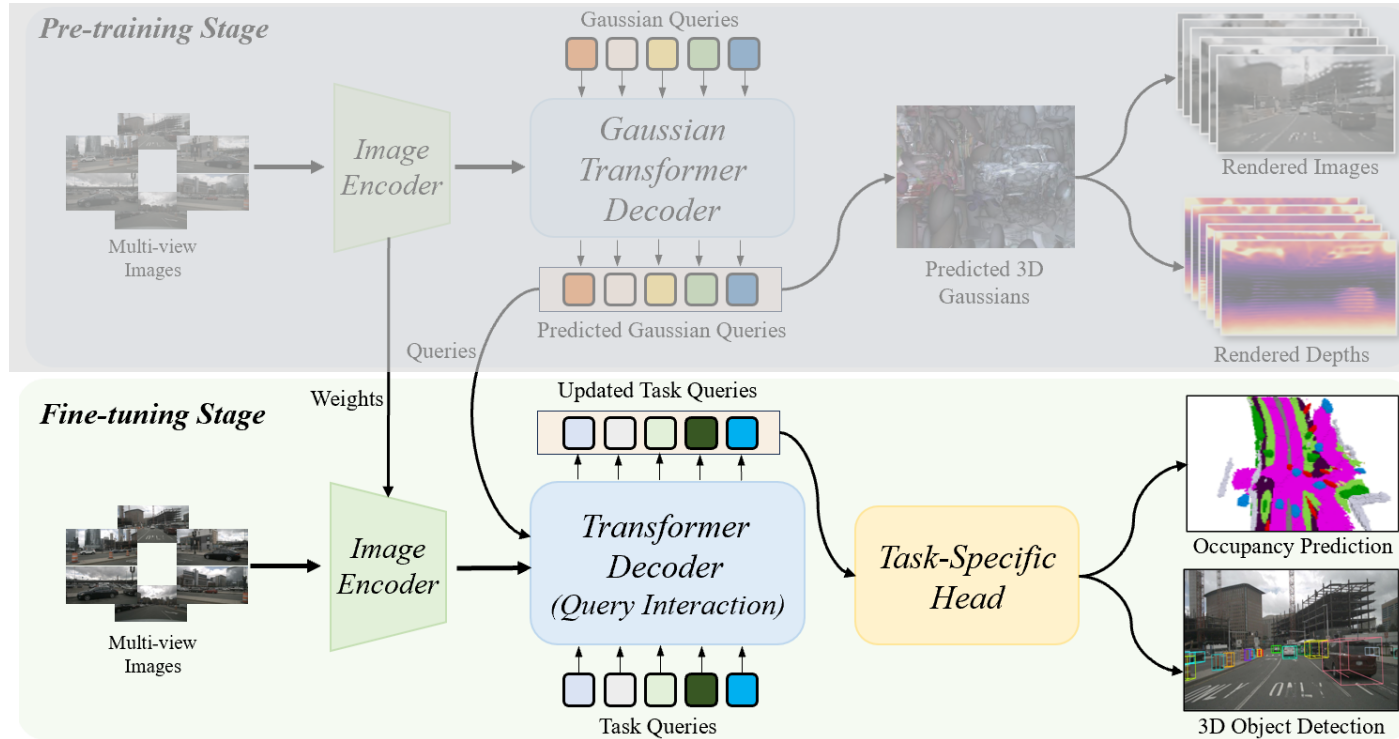 Pre-training Stage
Gaussian Queries
Image
Encoder
Gaussian
Transformer
Decoder
Multi-view
Images
Predicted Gaussian Queries
Predicted 3D
Gaussians
Rendered Images
Rendered Depths
Queries
Weights
Fine-tuning Stage
Updated Task Queries
Image
Encoder
Transformer
Decoder
(Query Interaction)
Task-Specific
Head
Multi-view
Images
Task Queries
Occupancy Prediction
ONLY ONLY
3D Object Detection